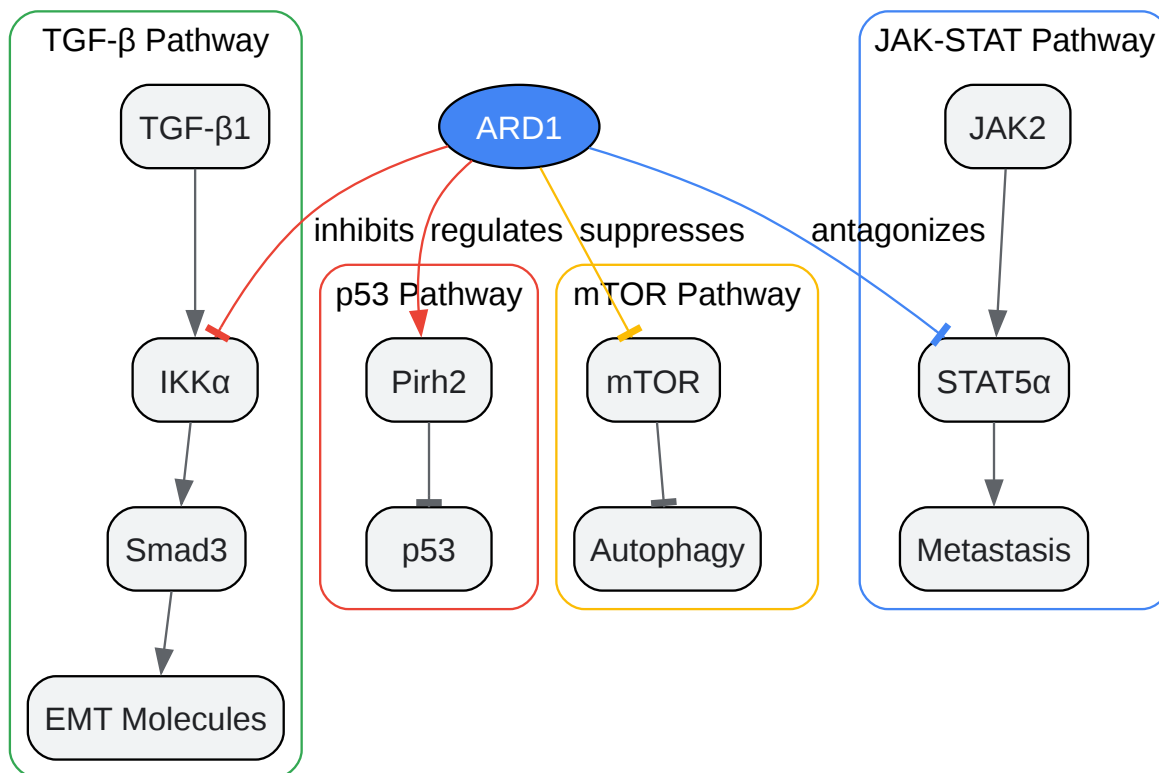 TGF-β Pathway
JAK-STAT Pathway
TGF-β1
ARD1
JAK2
inhibits
regulates
suppresses
antagonizes
p53 Pathway
mTOR Pathway
IKKα
Pirh2
mTOR
STAT5α
Smad3
p53
Autophagy
Metastasis
EMT Molecules